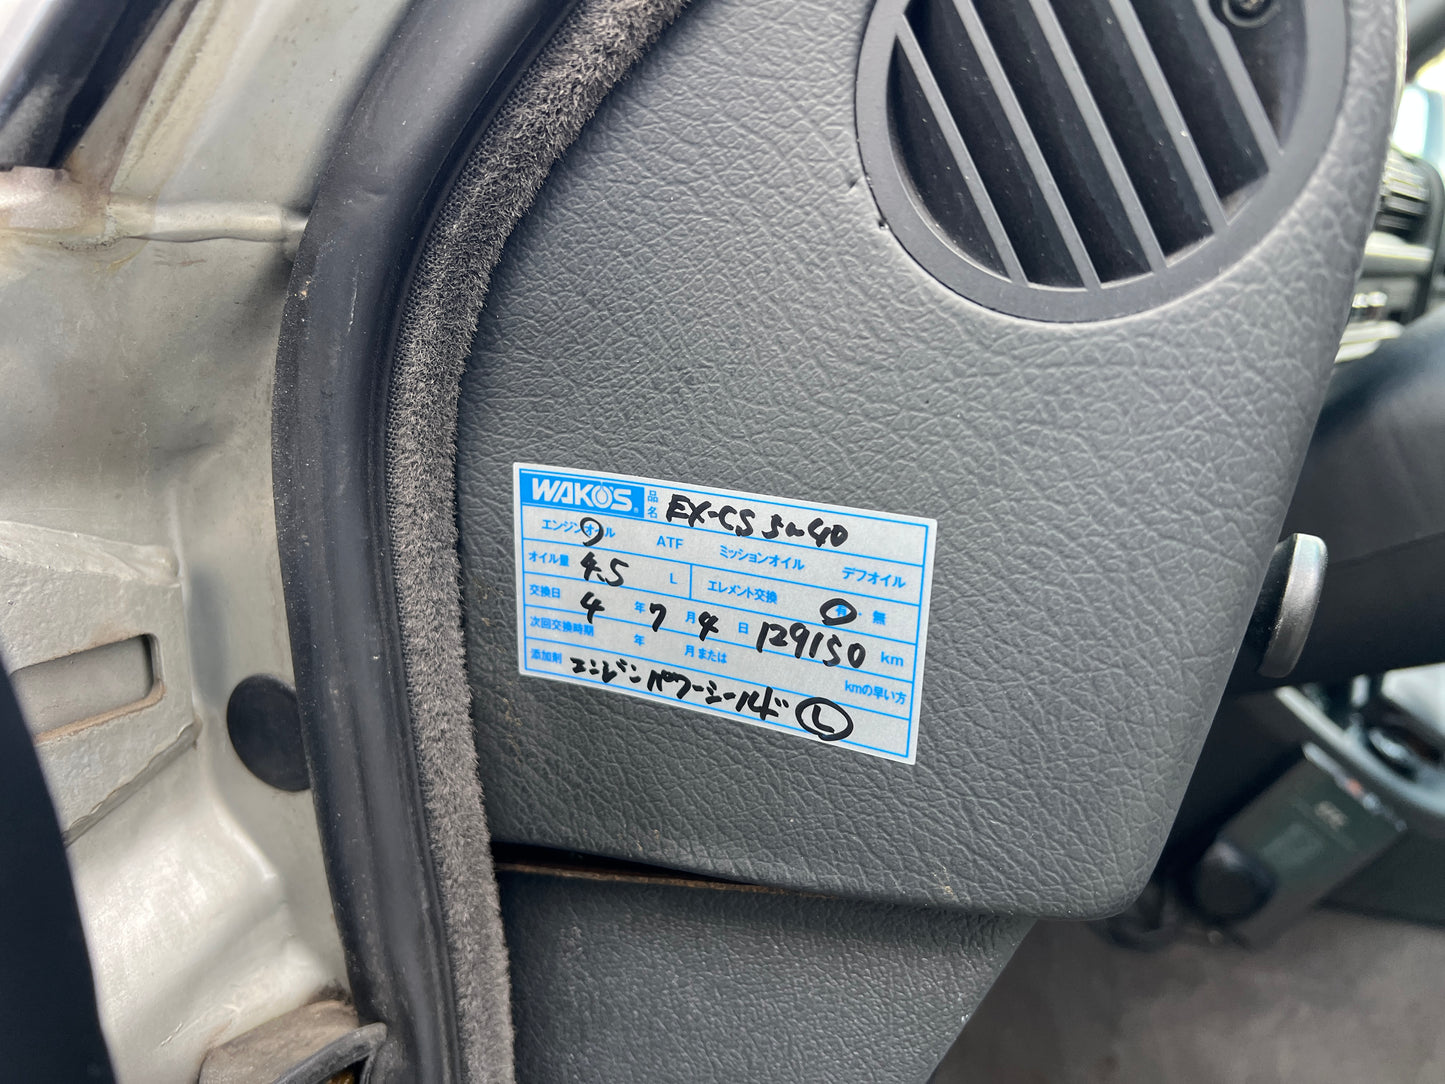 WAKO'S 品名 EX-CS 5〜40
エンジンオイル ATF ミッションオイル デフオイル
オイル量 4.5 L エレメント交換 有・無
交換日 4 年 7 月 4 日 129150 km
次回交換時期 年 月または kmの早い方
添加剤 エンジン パワーシールド Ⓛ